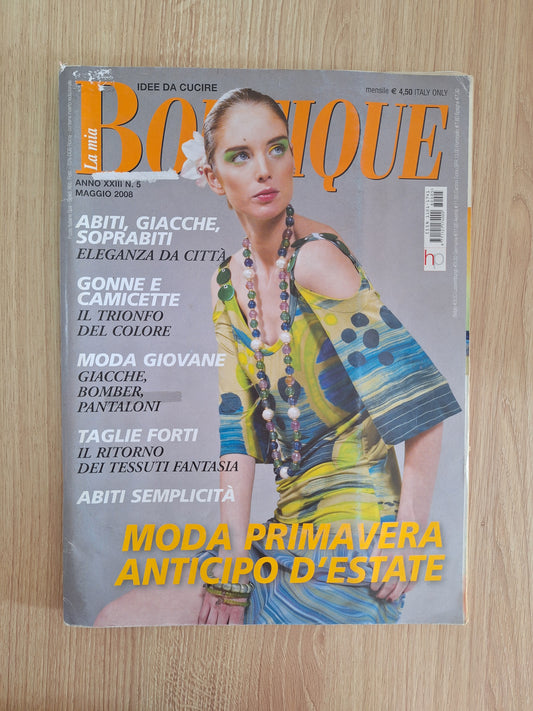 IDEE DA CUCIRE
mensile € 4,50 ITALY ONLY
La mia
BOUTIQUE
ANNO XXIII N. 5
MAGGIO 2008
ABITI, GIACCHE,
SOPRABITI
ELEGANZA DA CITTÀ
GONNE E
CAMICETTE
IL TRIONFO
DEL COLORE
MODA GIOVANE
GIACCHE,
BOMBER,
PANTALONI
TAGLIE FORTI
IL RITORNO
DEI TESSUTI FANTASIA
ABITI SEMPLICITÀ
MODA PRIMAVERA
ANTICIPO D'ESTATE
hp